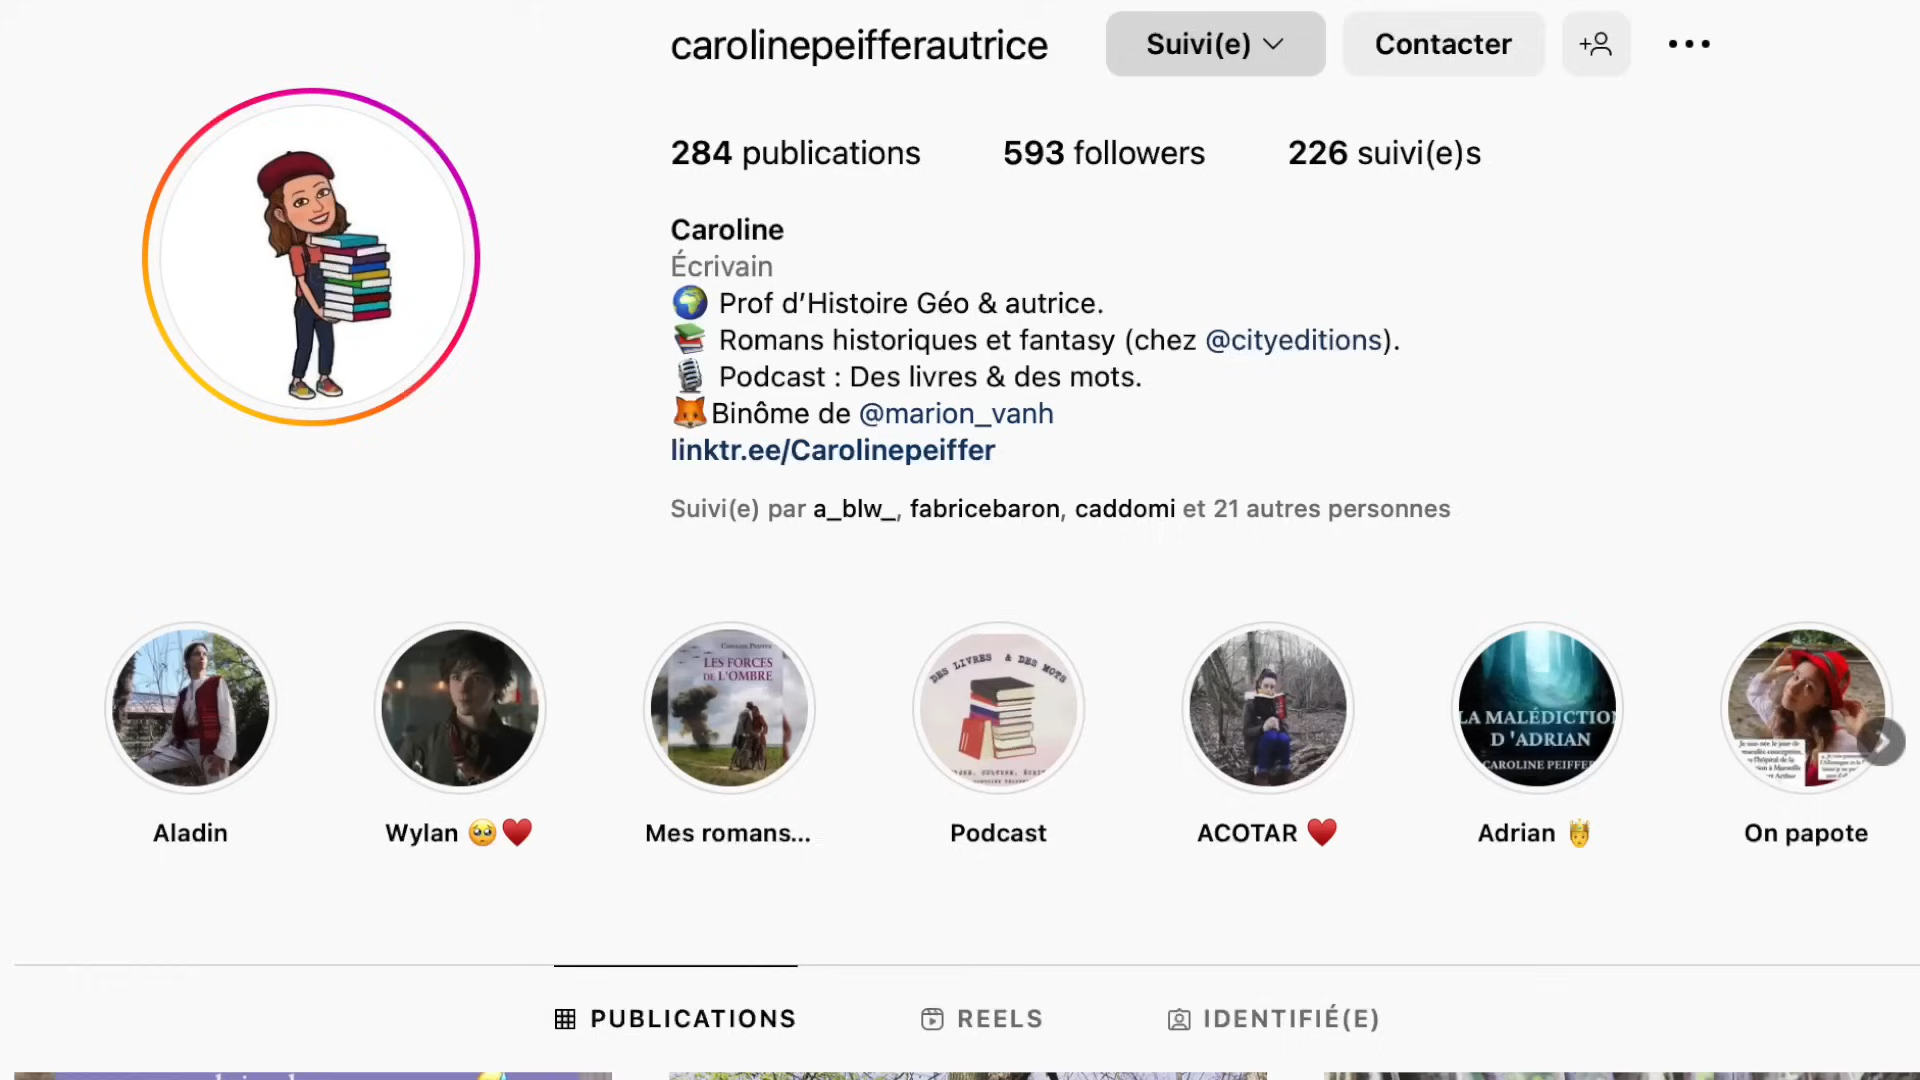 carolinepeifferautrice
Suivi(e)
Contacter
284 publications
593 followers
226 suivi(e)s
Caroline
Écrivain
🌍 Prof d’Histoire Géo & autrice.
📚 Romans historiques et fantasy (chez @cityeditions).
🎙 Podcast : Des livres & des mots.
🦊Binôme de @marion_vanh
linktr.ee/Carolinepeiffer
Suivi(e) par a_blw_, fabricebaron, caddomi et 21 autres personnes
LES FORCES
DE L'OMBRE
DES LIVRES & DES MOTS
LA MALÉDICTION
D'ADRIAN
CAROLINE PEIFFER
Aladin
Wylan 🥺♥️
Mes romans...
Podcast
ACOTAR ♥️
Adrian 🤴
On papote
PUBLICATIONS
REELS
IDENTIFIÉ(E)